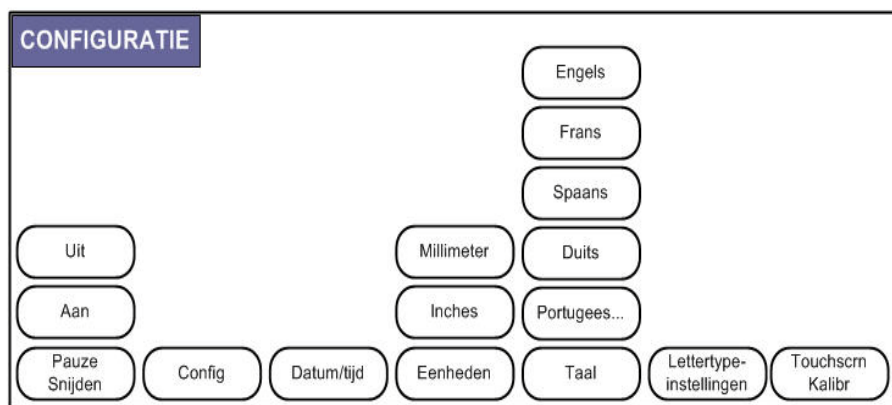 CONFIGURATIE
Engels
Frans
Spaans
Uit
Millimeter
Duits
Aan
Inches
Portugees...
Pauze
Snijden
Config
Datum/tijd
Eenheden
Taal
Lettertype-
instellingen
Touchscrn
Kalibr